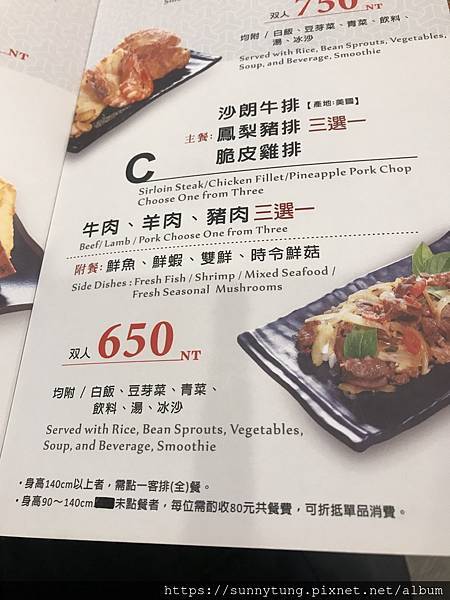 双人 750 NT
NT
均附 / 白飯、豆芽菜、青菜、飲料、
湯、冰沙
Served with Rice, Bean Sprouts, Vegetables,
Soup, and Beverage, Smoothie
C
沙朗牛排【產地:美國】
主餐: 鳳梨豬排 三選一
脆皮雞排
Sirloin Steak/Chicken Fillet/Pineapple Pork Chop
Choose One from Three
牛肉、羊肉、豬肉三選一
Beef/ Lamb / Pork Choose One from Three
附餐: 鮮魚、鮮蝦、雙鮮、時令鮮菇
Side Dishes : Fresh Fish / Shrimp / Mixed Seafood /
Fresh Seasonal Mushrooms
双人 650 NT
均附 / 白飯、豆芽菜、青菜、
飲料、湯、冰沙
Served with Rice, Bean Sprouts, Vegetables,
Soup, and Beverage, Smoothie
•身高140cm以上者,需點一客排(全)餐。
•身高90~140cm 未點餐者,每位需酌收80元共餐費,可折抵單品消費。
https://sunnytung.pixnet.net/album